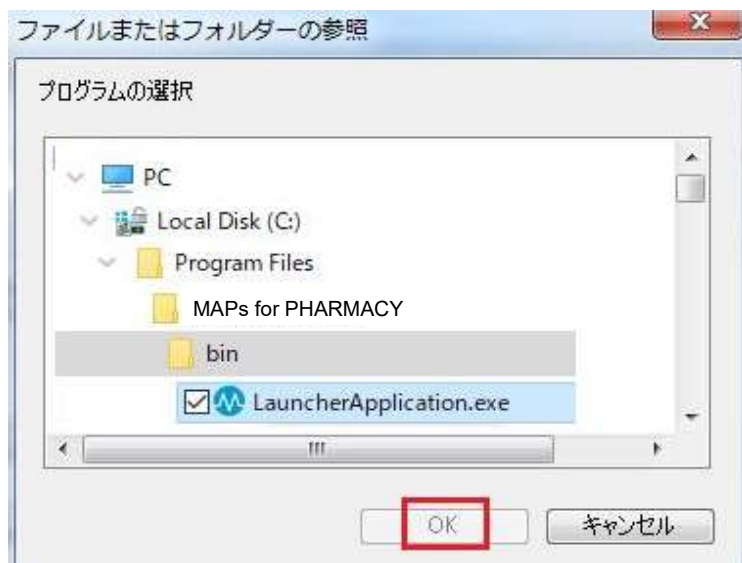 ファイルまたはフォルダーの参照
プログラムの選択
PC
Local Disk (C:)
Program Files
MAPs for PHARMACY
bin
LauncherApplication.exe
OK
キャンセル